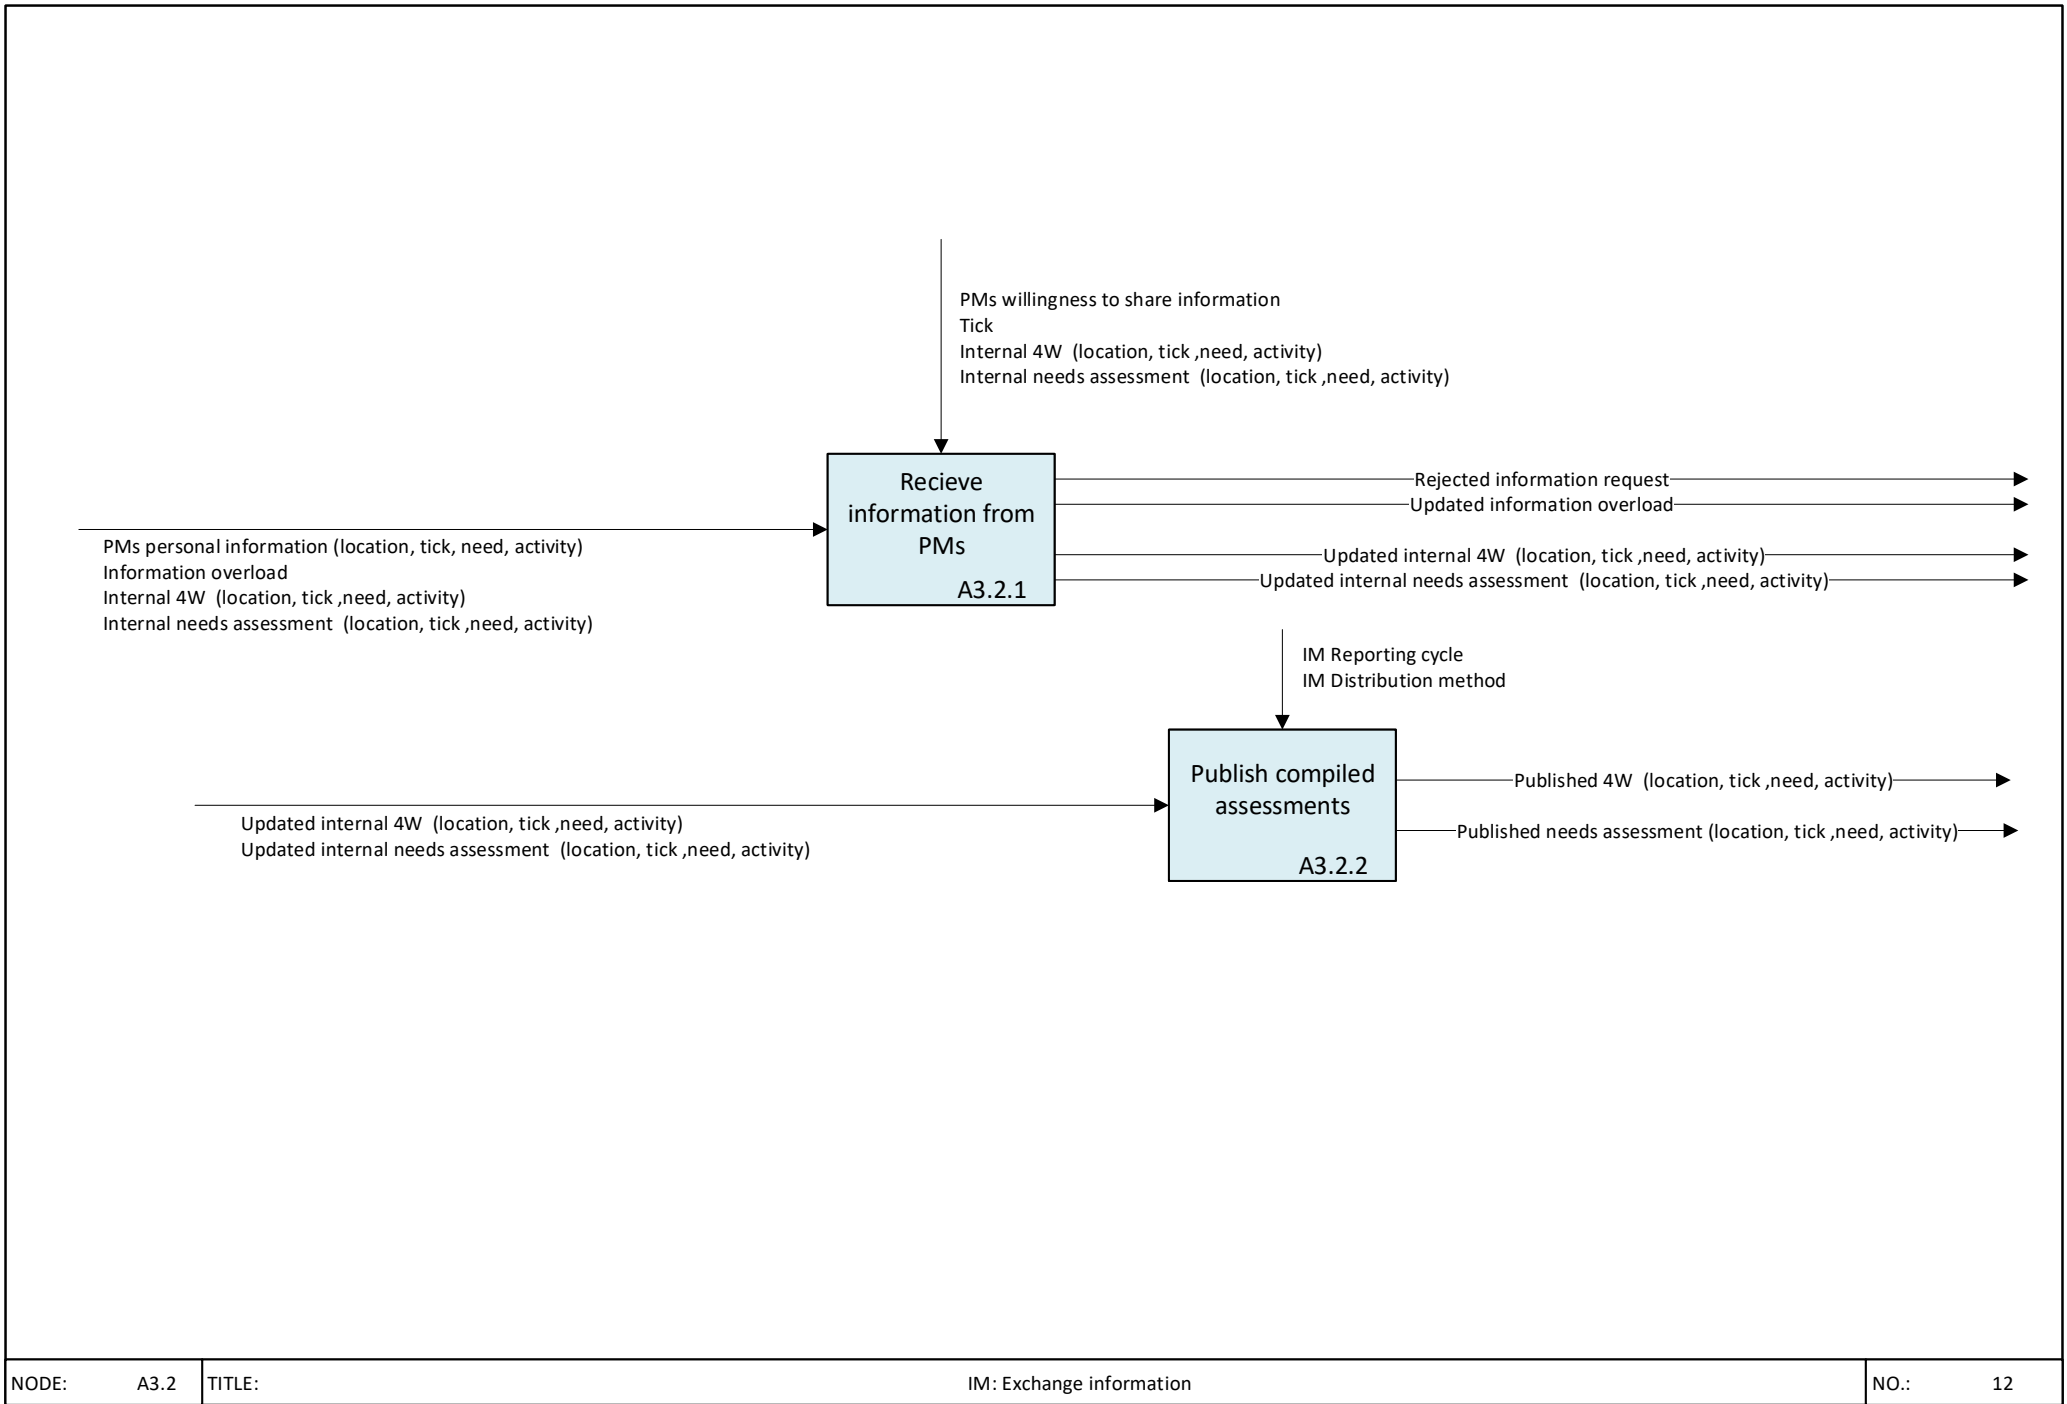 PMs willingness to share information
Tick
Internal 4W  (location, tick ,need, activity)
Internal needs assessment  (location, tick ,need, activity)
Recieve
information from
PMs
A3.2.1
Rejected information request
Updated information overload
Updated internal 4W  (location, tick ,need, activity)
Updated internal needs assessment  (location, tick ,need, activity)
PMs personal information (location, tick, need, activity)
Information overload
Internal 4W  (location, tick ,need, activity)
Internal needs assessment  (location, tick ,need, activity)
IM Reporting cycle
IM Distribution method
Publish compiled
assessments
A3.2.2
Published 4W  (location, tick ,need, activity)
Published needs assessment (location, tick ,need, activity)
Updated internal 4W  (location, tick ,need, activity)
Updated internal needs assessment  (location, tick ,need, activity)
NODE: A3.2 TITLE: IM: Exchange information NO.: 12